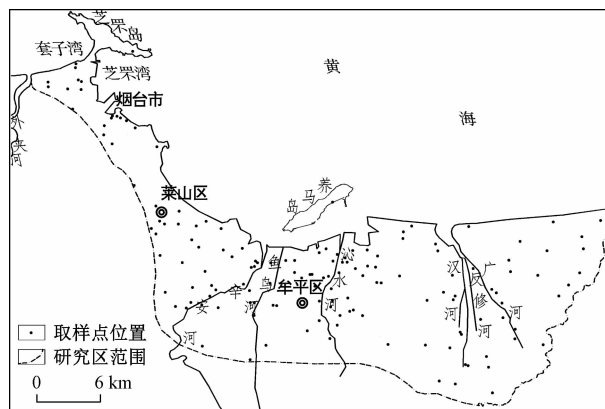 芝罘岛
套子湾
芝罘湾
黄
海
烟台市
外夹河
养马岛
莱山区
鱼鸟河
沁水河
汉河
反修河
广河
牟平区
辛安河
取样点位置
研究区范围
0 6 km